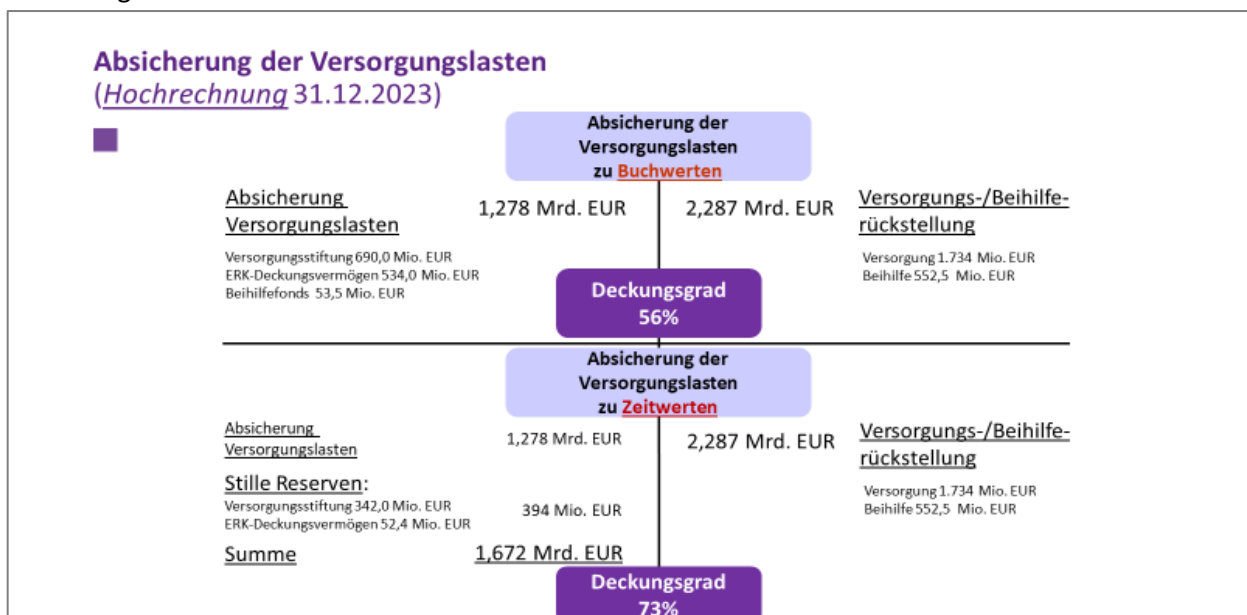 Absicherung der Versorgungslasten
(Hochrechnung 31.12.2023)
Absicherung der
Versorgungslasten
zu Buchwerten
Absicherung
Versorgungslasten
1,278 Mrd. EUR
2,287 Mrd. EUR
Versorgungs-/Beihilfe-
rückstellung
Versorgungsstiftung 690,0 Mio. EUR
ERK-Deckungsvermögen 534,0 Mio. EUR
Beihilfefonds 53,5 Mio. EUR
Versorgung 1.734 Mio. EUR
Beihilfe 552,5 Mio. EUR
Deckungsgrad
56%
Absicherung der
Versorgungslasten
zu Zeitwerten
Absicherung
Versorgungslasten
1,278 Mrd. EUR
2,287 Mrd. EUR
Versorgungs-/Beihilfe-
rückstellung
Stille Reserven:
Versorgungsstiftung 342,0 Mio. EUR
ERK-Deckungsvermögen 52,4 Mio. EUR
394 Mio. EUR
Versorgung 1.734 Mio. EUR
Beihilfe 552,5 Mio. EUR
Summe
1,672 Mrd. EUR
Deckungsgrad
73%